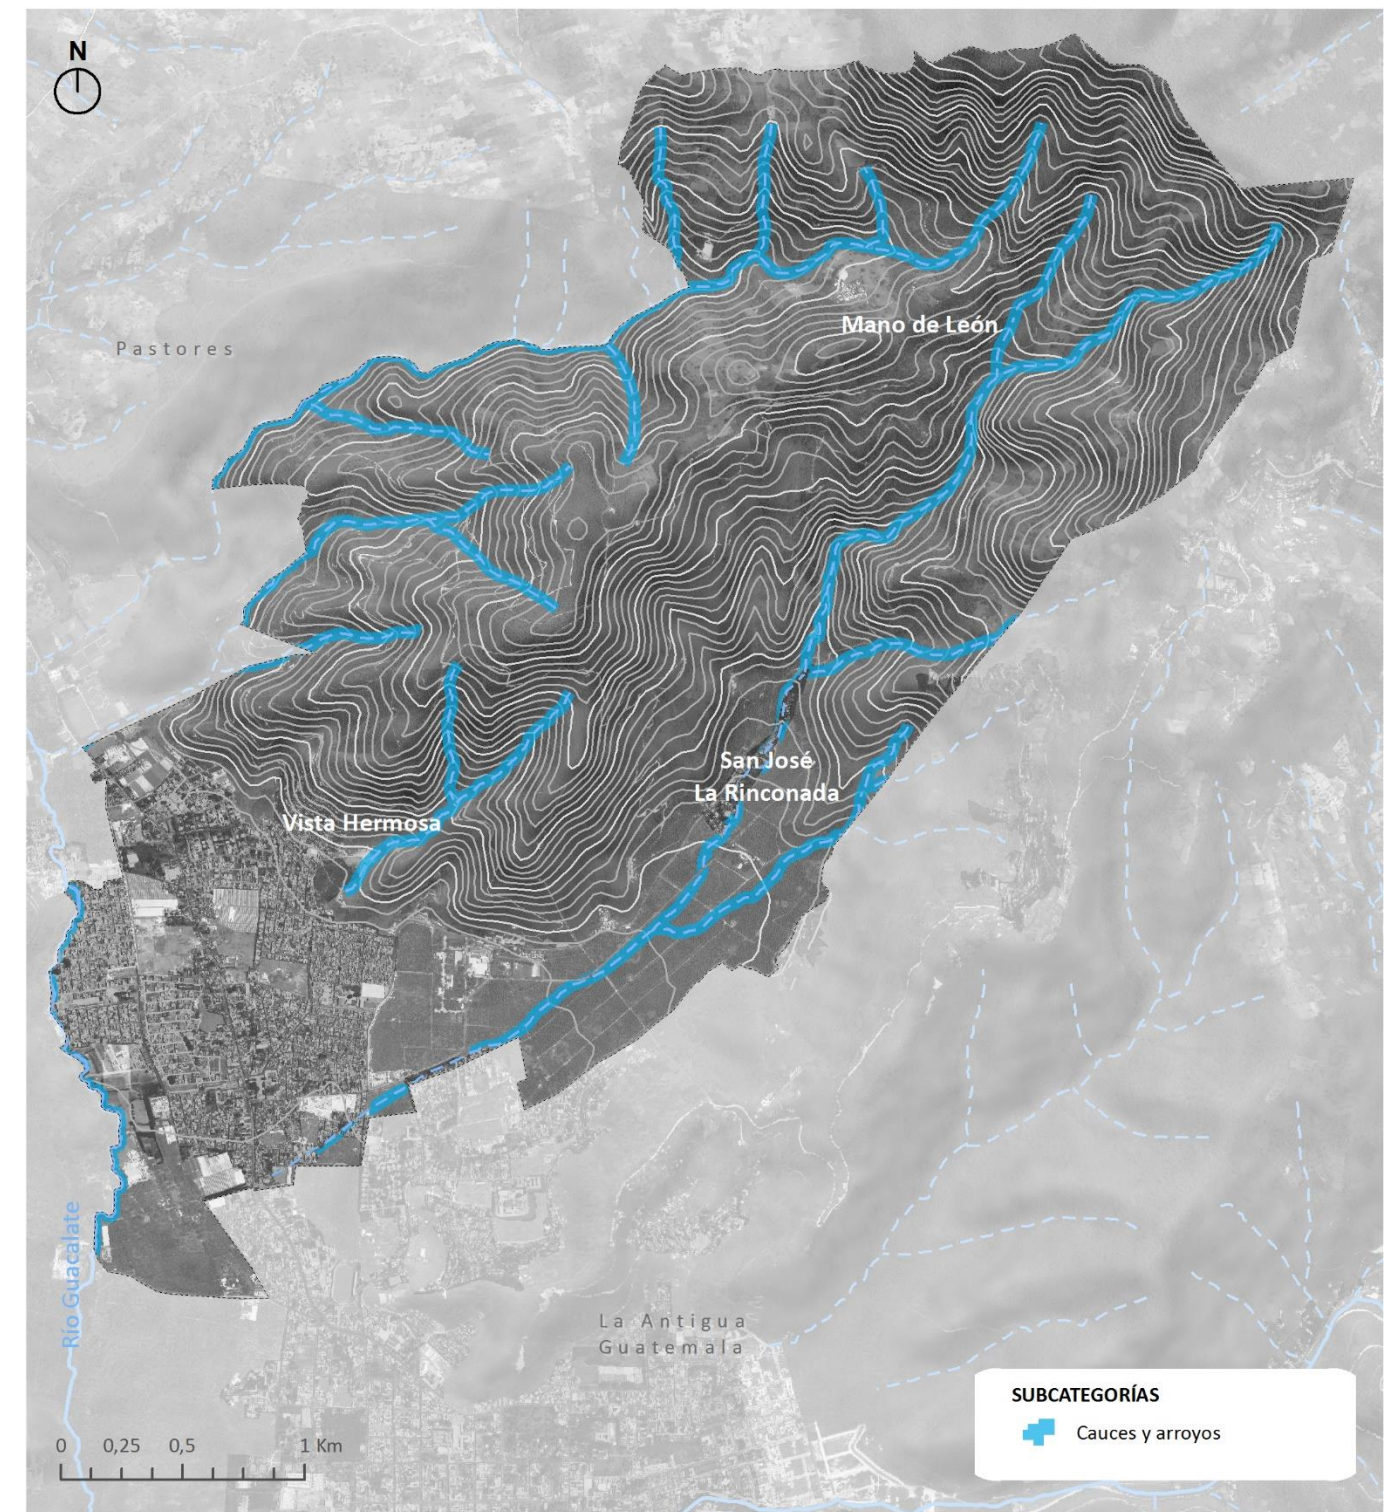 N
Mano de León
Pastores
San José
La Rinconada
Vista Hermosa
Río Guacalate
La Antigua
Guatemala
SUBCATEGORÍAS
Cauces y arroyos
0 0,25 0,5 1 Km